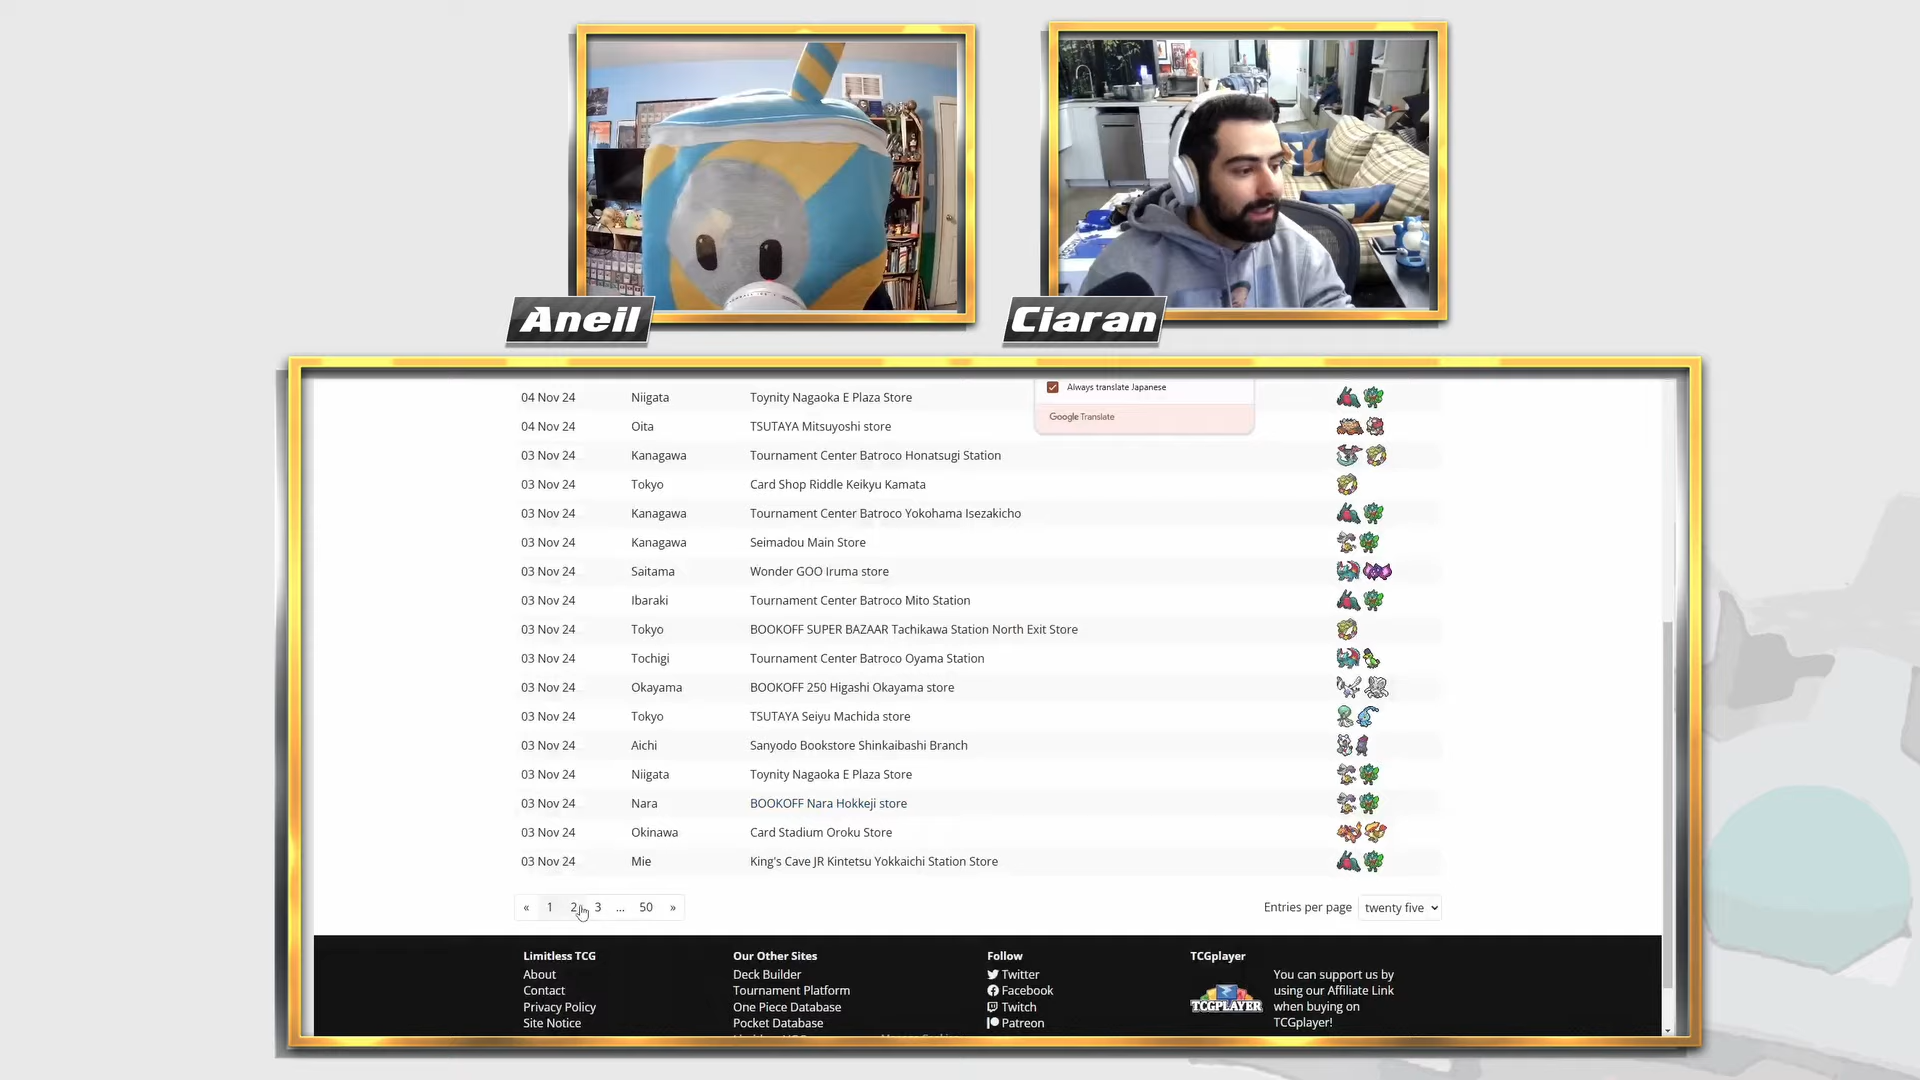 Aneil
Ciaran
Always translate Japanese
Google Translate
04 Nov 24 Niigata Toynity Nagaoka E Plaza Store
04 Nov 24 Oita TSUTAYA Mitsuyoshi store
03 Nov 24 Kanagawa Tournament Center Batroco Honatsugi Station
03 Nov 24 Tokyo Card Shop Riddle Keikyu Kamata
03 Nov 24 Kanagawa Tournament Center Batroco Yokohama Isezakicho
03 Nov 24 Kanagawa Seimadou Main Store
03 Nov 24 Saitama Wonder GOO Iruma store
03 Nov 24 Ibaraki Tournament Center Batroco Mito Station
03 Nov 24 Tokyo BOOKOFF SUPER BAZAAR Tachikawa Station North Exit Store
03 Nov 24 Tochigi Tournament Center Batroco Oyama Station
03 Nov 24 Okayama BOOKOFF 250 Higashi Okayama store
03 Nov 24 Tokyo TSUTAYA Seiyu Machida store
03 Nov 24 Aichi Sanyodo Bookstore Shinkaibashi Branch
03 Nov 24 Niigata Toynity Nagaoka E Plaza Store
03 Nov 24 Nara BOOKOFF Nara Hokkeji store
03 Nov 24 Okinawa Card Stadium Oroku Store
03 Nov 24 Mie King's Cave JR Kintetsu Yokkaichi Station Store
« 1 2 3 ... 50 » Entries per page twenty five
Limitless TCG
About
Contact
Privacy Policy
Site Notice
Our Other Sites
Deck Builder
Tournament Platform
One Piece Database
Pocket Database
Follow
Twitter
Facebook
Twitch
Patreon
TCGplayer
TCGPLAYER
You can support us by
using our Affiliate Link
when buying on
TCGplayer!